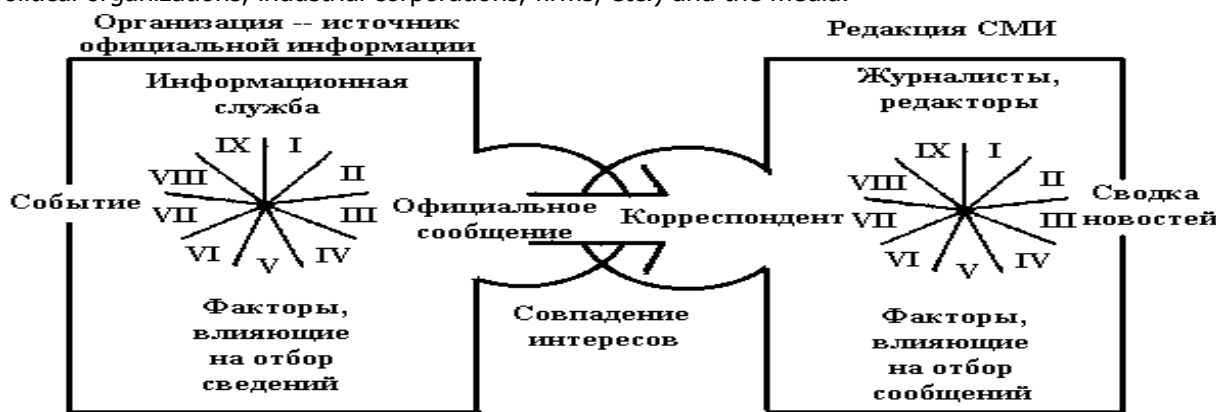 political organizations, industrial corporations, firms, etc.) and the media.
Организация -- источник
официальной информации
Редакция СМИ
Информационная
служба
Журналисты,
редакторы
IX
I
VIII
II
VII
III
VI
V
IV
IX
I
VIII
II
VII
III
VI
V
IV
Событие
Официальное
сообщение
Корреспондент
Сводка
новостей
Факторы,
влияющие
на отбор
сведений
Совпадение
интересов
Факторы,
влияющие
на отбор
сообщений